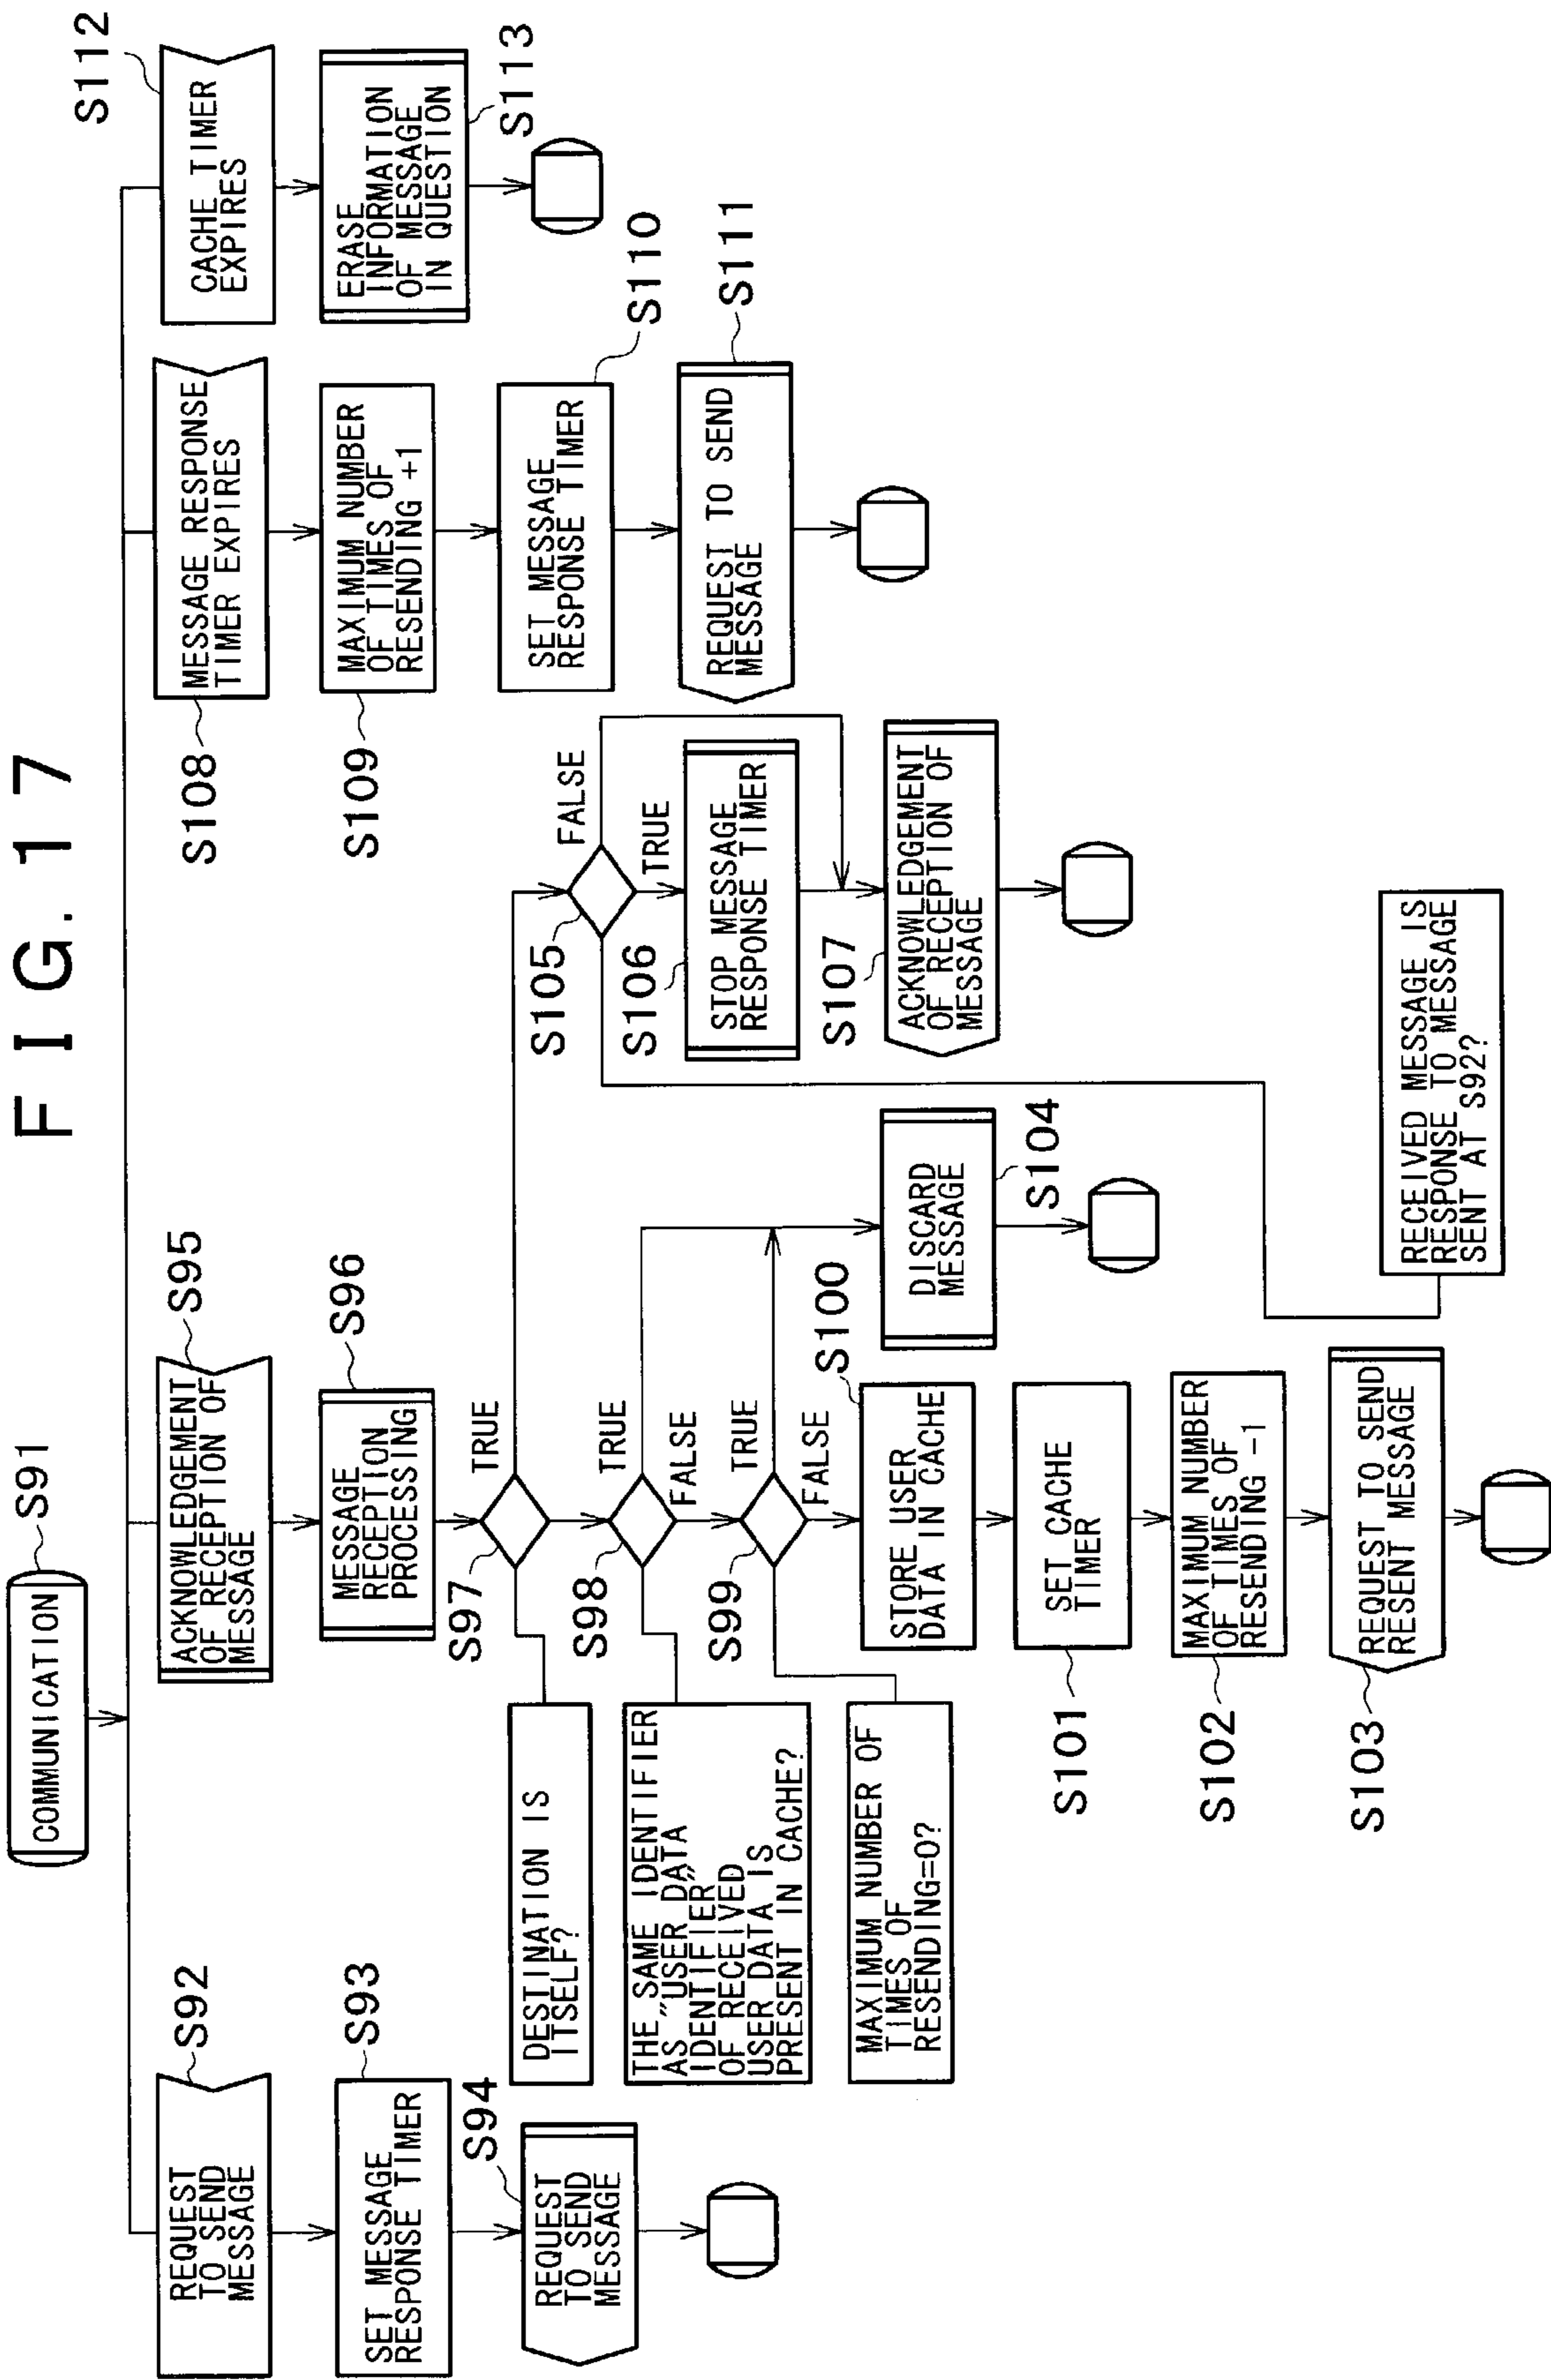 FIG. 17
COMMUNICATION
S91
REQUEST
TO SEND
MESSAGE
S92
SET MESSAGE
RESPONSE TIMER
S93
REQUEST
TO SEND
MESSAGE
S94
ACKNOWLEDGEMENT
OF RECEPTION OF
MESSAGE
S95
MESSAGE
RECEPTION
PROCESSING
S96
S97
TRUE
DESTINATION IS
ITSELF?
S98
TRUE
FALSE
THE SAME IDENTIFIER
AS "USER DATA
IDENTIFIER"
OF RECEIVED
USER DATA IS
PRESENT IN CACHE?
S99
TRUE
FALSE
MAXIMUM NUMBER OF
TIMES OF
RESENDING=0?
STORE USER
DATA IN CACHE
S100
SET CACHE
TIMER
S101
MAXIMUM NUMBER
OF TIMES OF
RESENDING -1
S102
REQUEST TO SEND
RESENT MESSAGE
S103
DISCARD
MESSAGE
S104
S105
FALSE
TRUE
RECEIVED MESSAGE IS
RESPONSE TO MESSAGE
SENT AT S92?
S106
STOP MESSAGE
RESPONSE TIMER
S107
ACKNOWLEDGEMENT
OF RECEPTION OF
MESSAGE
MESSAGE RESPONSE
TIMER EXPIRES
S108
MAXIMUM NUMBER
OF TIMES OF
RESENDING +1
S109
SET MESSAGE
RESPONSE TIMER
S110
REQUEST TO SEND
MESSAGE
S111
CACHE TIMER
EXPIRES
S112
ERASE
INFORMATION
OF MESSAGE
IN QUESTION
S113